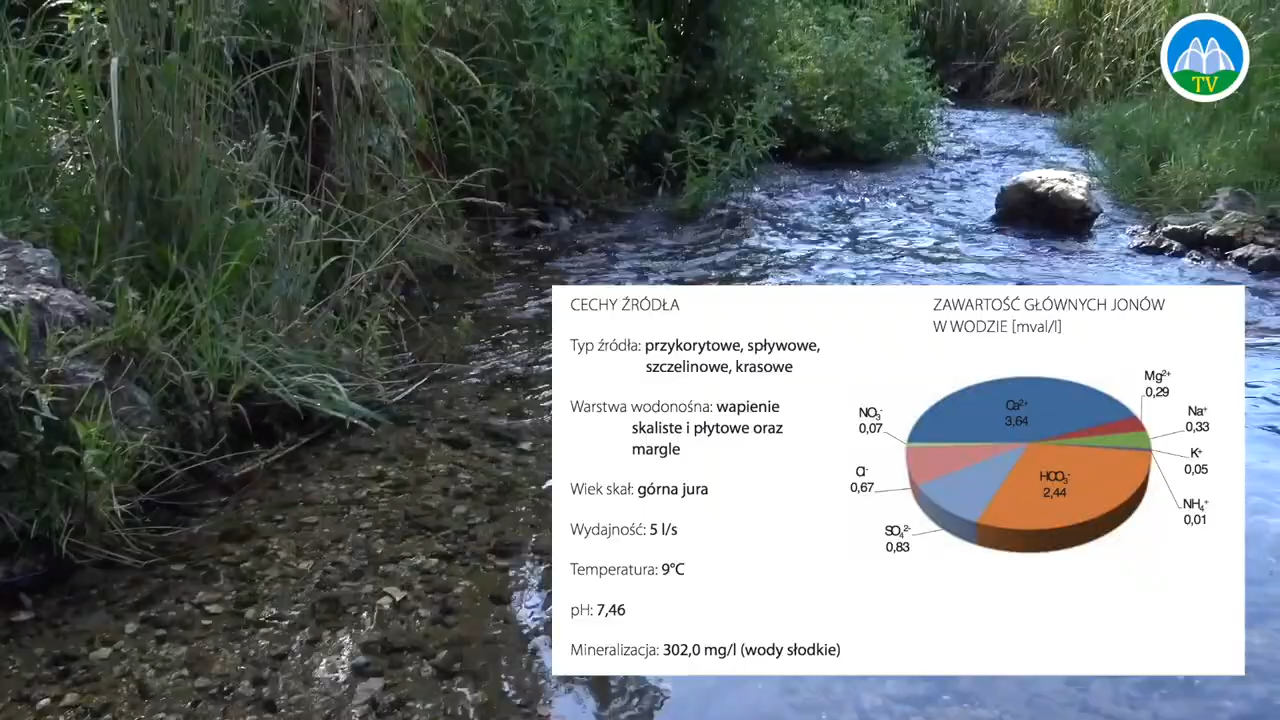 TV
CECHY ŹRÓDŁA
Typ źródła: przykorytowe, spływowe,
szczelinowe, krasowe
Warstwa wodonośna: wapienie
skaliste i płytowe oraz
margle
Wiek skał: górna jura
Wydajność: 5 l/s
Temperatura: 9°C
pH: 7,46
Mineralizacja: 302,0 mg/l (wody słodkie)
ZAWARTOŚĆ GŁÓWNYCH JONÓW
W WODZIE [mval/l]
Ca²⁺
3,64
Mg²⁺
0,29
Na⁺
0,33
K⁺
0,05
NH₄⁺
0,01
HCO₃⁻
2,44
SO₄²⁻
0,83
Cl⁻
0,67
NO₃⁻
0,07